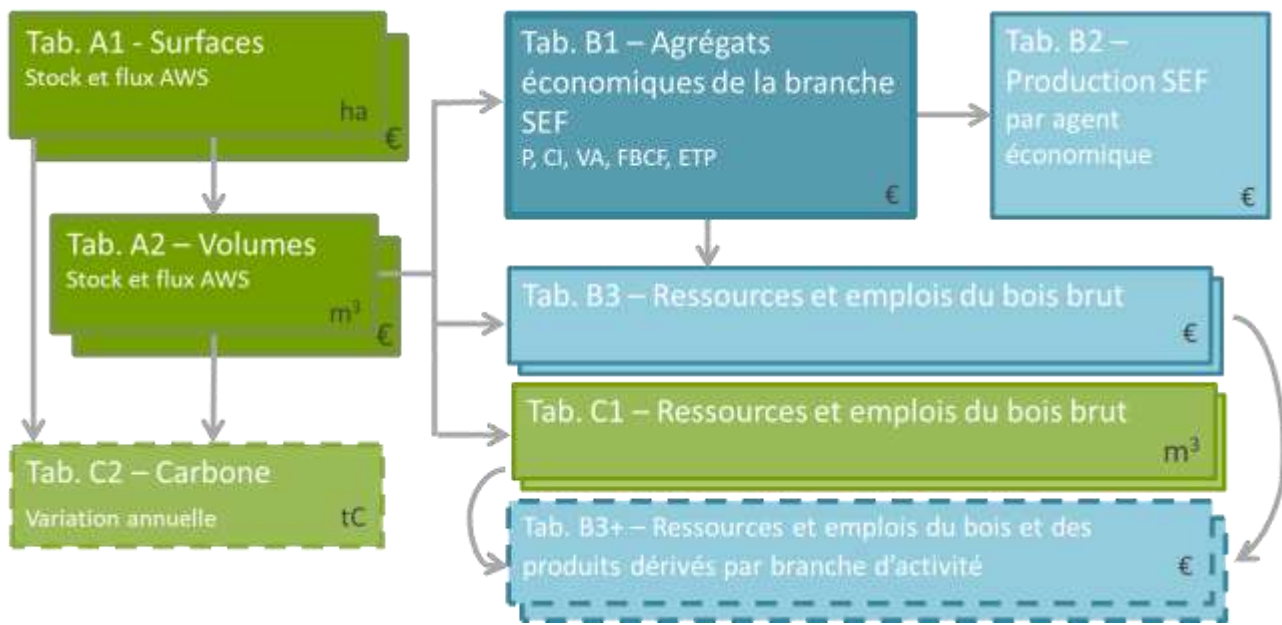 Tab. A1 - Surfaces
Stock et flux AWS
ha
€
Tab. A2 – Volumes
Stock et flux AWS
m³
€
Tab. C2 – Carbone
Variation annuelle
tC
Tab. B1 – Agrégats
économiques de la branche
SEF
P, CI, VA, FBCF, ETP
€
Tab. B2 –
Production SEF
par agent
économique
€
Tab. B3 – Ressources et emplois du bois brut
€
Tab. C1 – Ressources et emplois du bois brut
m³
Tab. B3+ – Ressources et emplois du bois et des
produits dérivés par branche d'activité
€